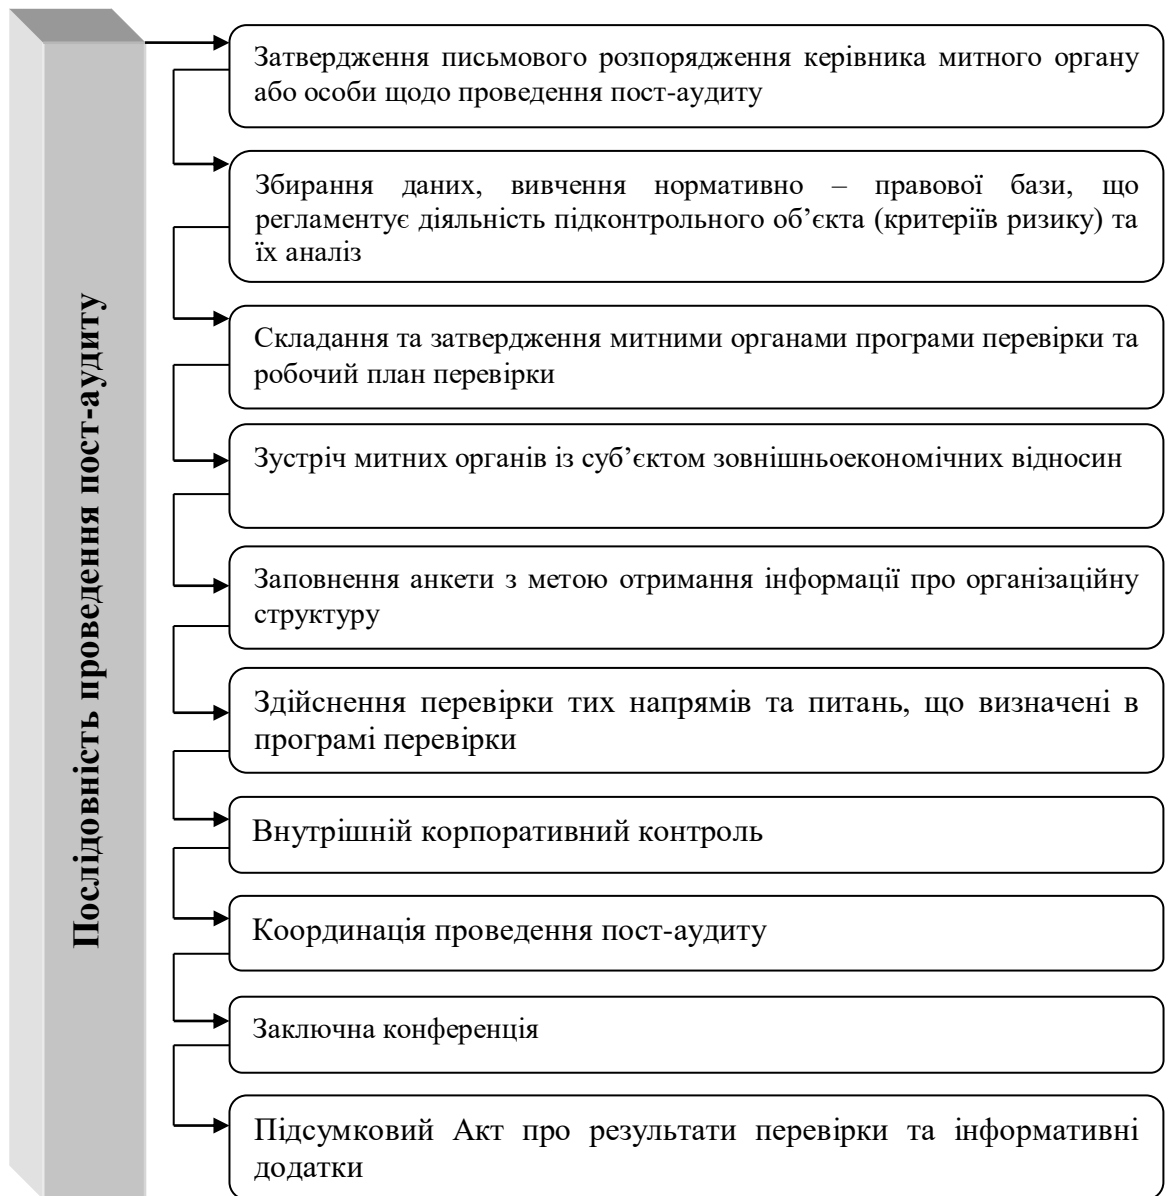 Послідовність проведення пост-аудиту
Затвердження письмового розпорядження керівника митного органу
або особи щодо проведення пост-аудиту
Збирання даних, вивчення нормативно – правової бази, що
регламентує діяльність підконтрольного об’єкта (критеріїв ризику) та
їх аналіз
Складання та затвердження митними органами програми перевірки та
робочий план перевірки
Зустріч митних органів із суб’єктом зовнішньоекономічних відносин
Заповнення анкети з метою отримання інформації про організаційну
структуру
Здійснення перевірки тих напрямів та питань, що визначені в
програмі перевірки
Внутрішній корпоративний контроль
Координація проведення пост-аудиту
Заключна конференція
Підсумковий Акт про результати перевірки та інформативні
додатки